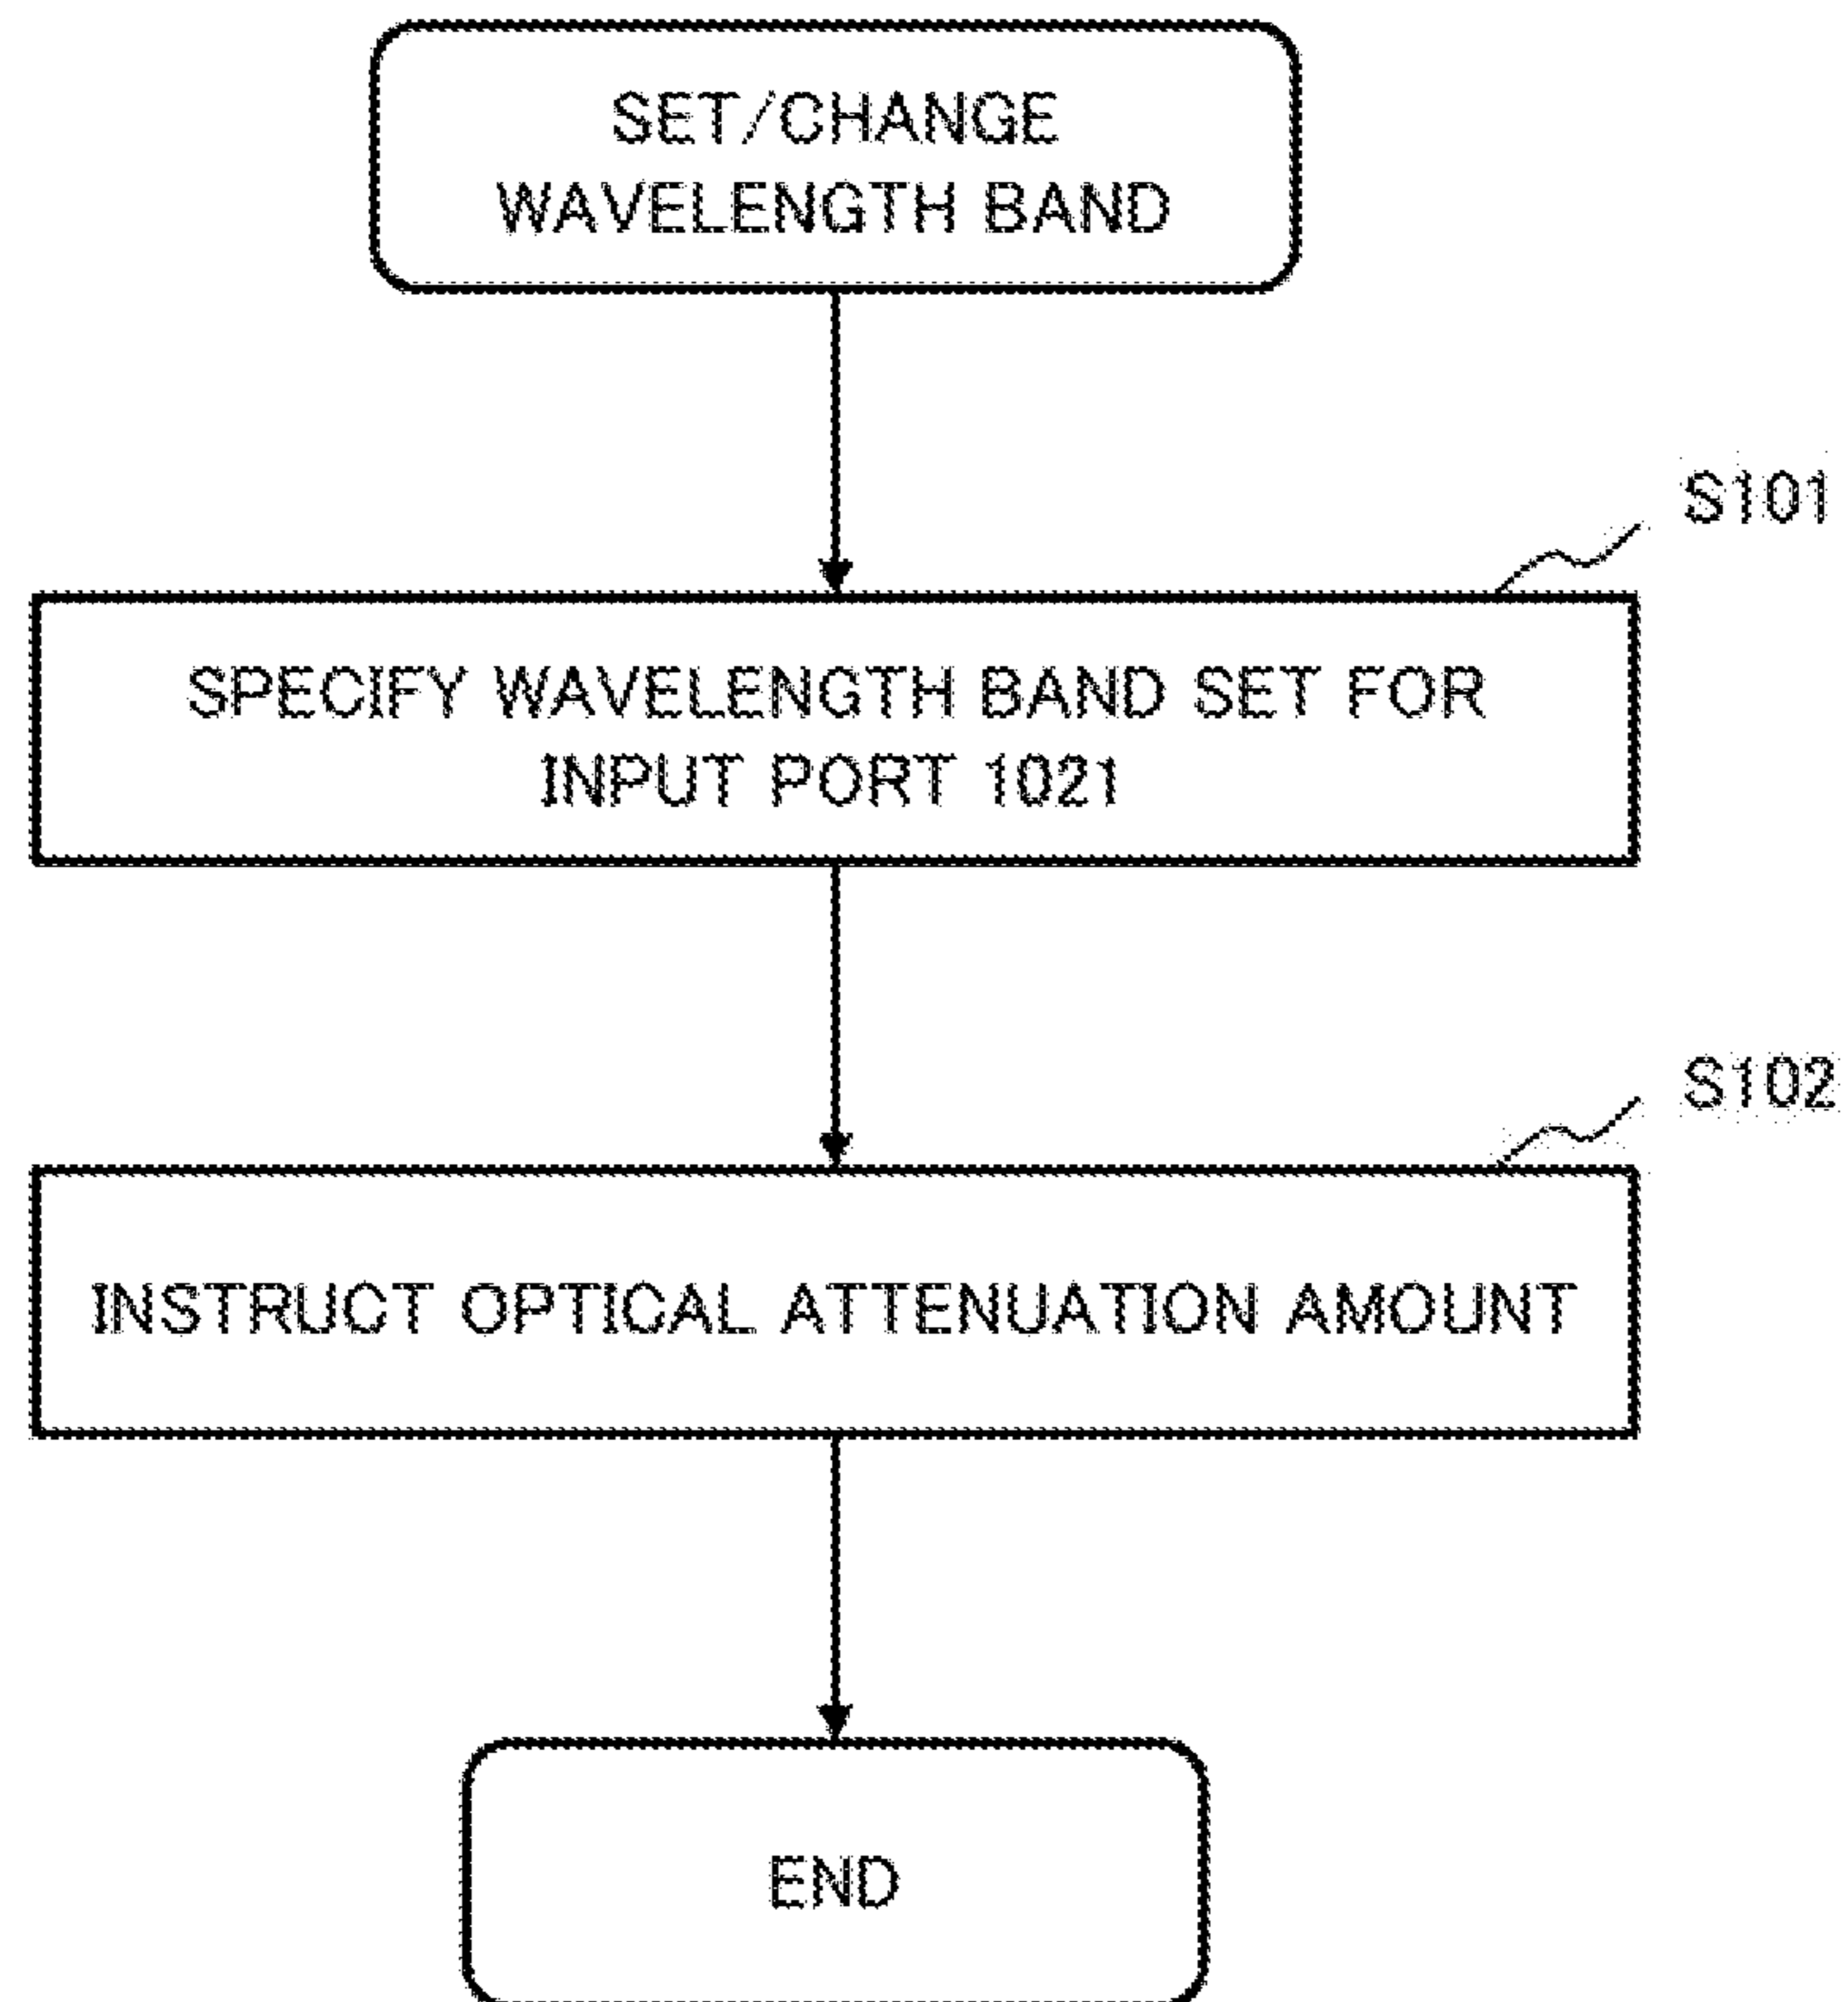 SET/CHANGE
WAVELENGTH BAND
S101
SPECIFY WAVELENGTH BAND SET FOR
INPUT PORT 1021
S102
INSTRUCT OPTICAL ATTENUATION AMOUNT
END